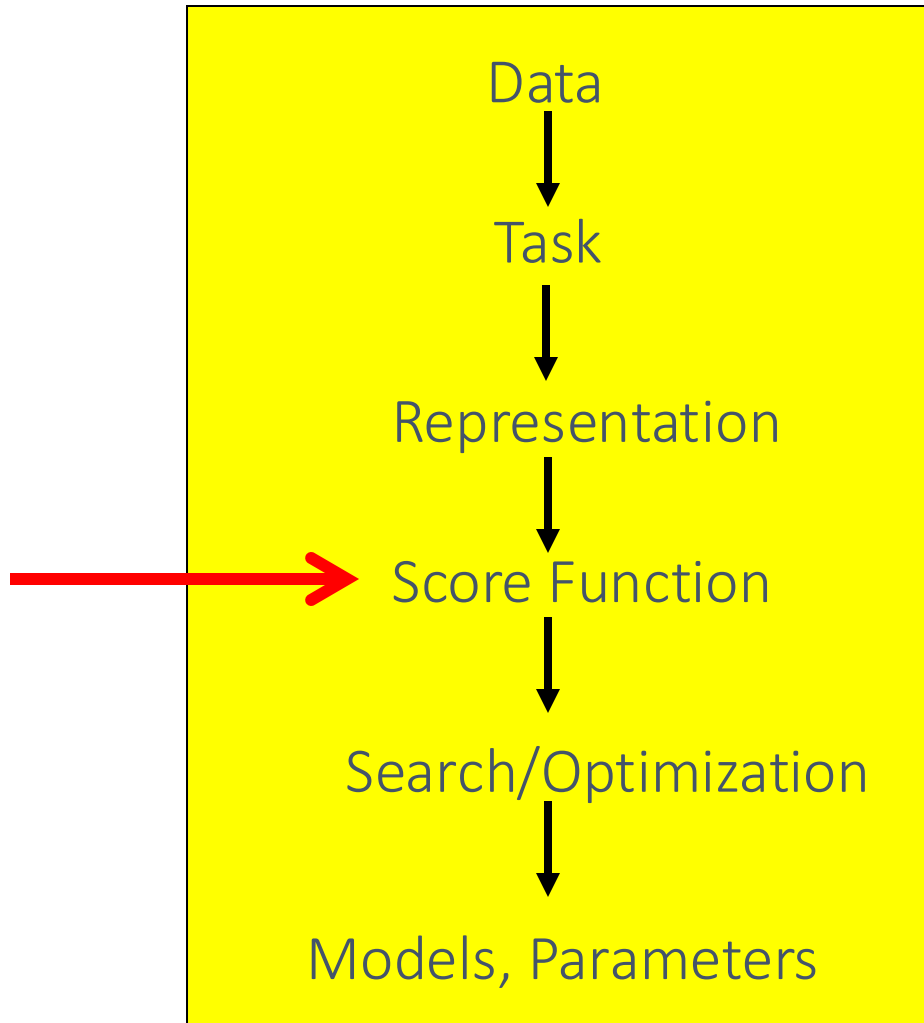 Data
Task
Representation
Score Function
Search/Optimization
Models, Parameters